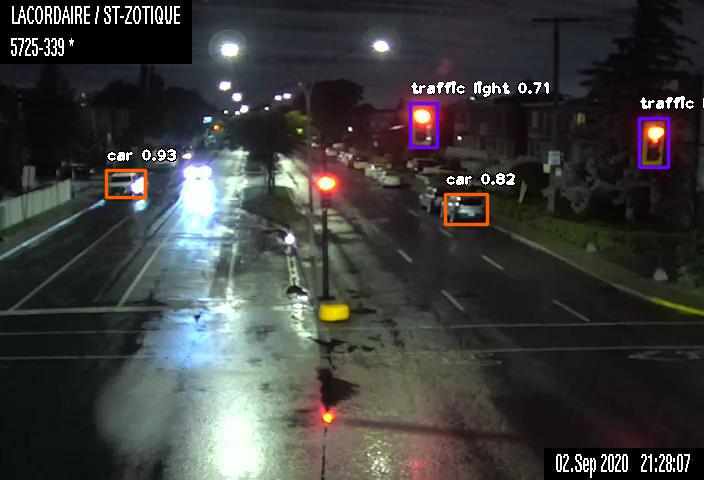 LACORDAIRE / ST-ZOTIQUE
5725-339 *
traffic light 0.71
traffic
car 0.93
car 0.82
02.Sep 2020 21:28:07